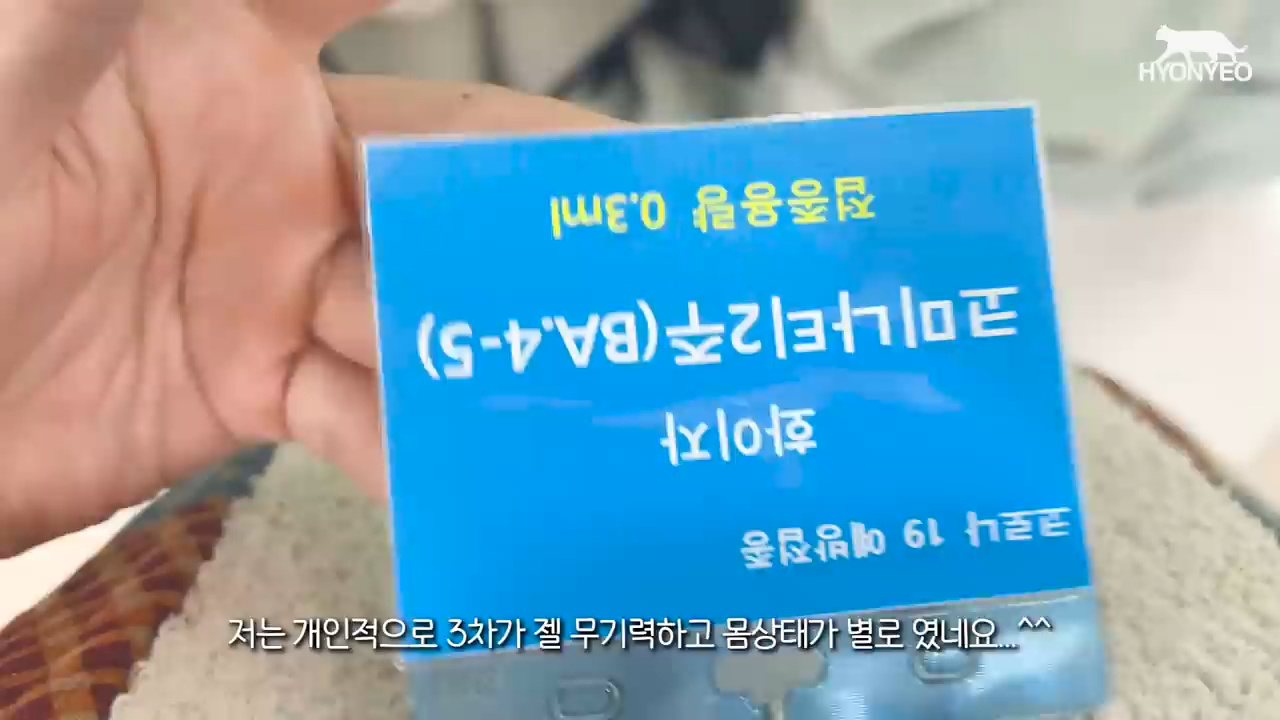 HYONYEO
코로나 19 예방접종
화이자
코미나티2주(BA.4-5)
접종용량 0.3ml
저는 개인적으로 3차가 젤 무기력하고 몸상태가 별로 였네요...^^